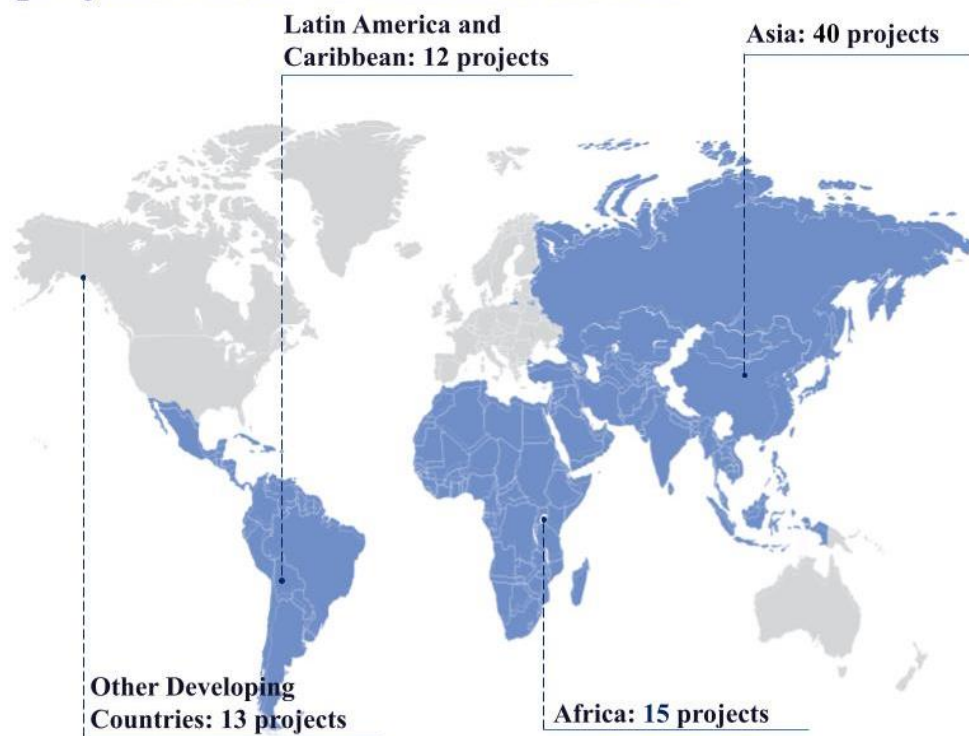 Latin America and
Caribbean: 12 projects
Asia: 40 projects
Other Developing
Countries: 13 projects
Africa: 15 projects